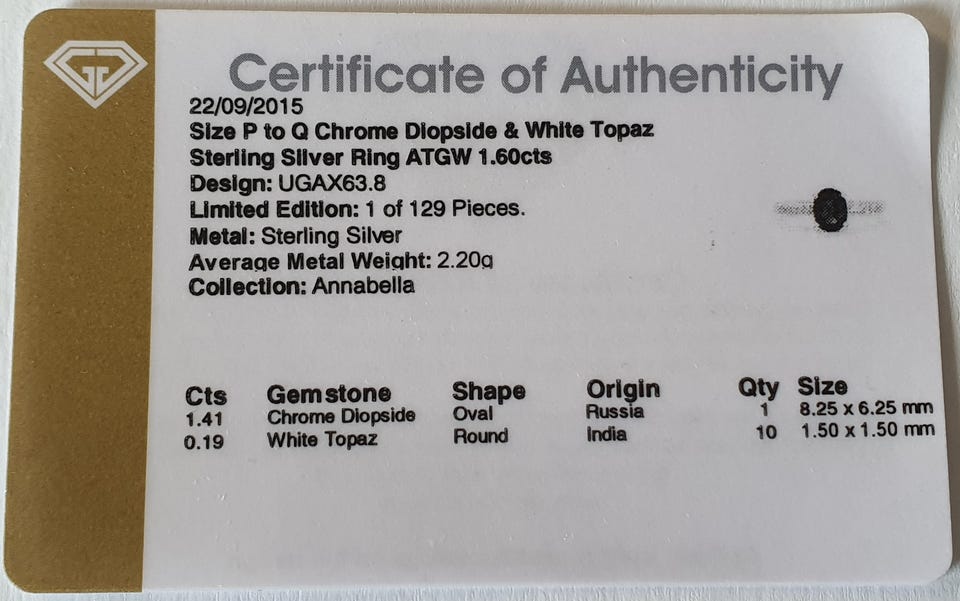 Certificate of Authenticity
22/09/2015
Size P to Q Chrome Diopside & White Topaz
Sterling Silver Ring ATGW 1.60cts
Design: UGAX63.8
Limited Edition: 1 of 129 Pieces.
Metal: Sterling Silver
Average Metal Weight: 2.20g
Collection: Annabella
Cts Gemstone Shape Origin Qty Size
1.41 Chrome Diopside Oval Russia 1 8.25 x 6.25 mm
0.19 White Topaz Round India 10 1.50 x 1.50 mm